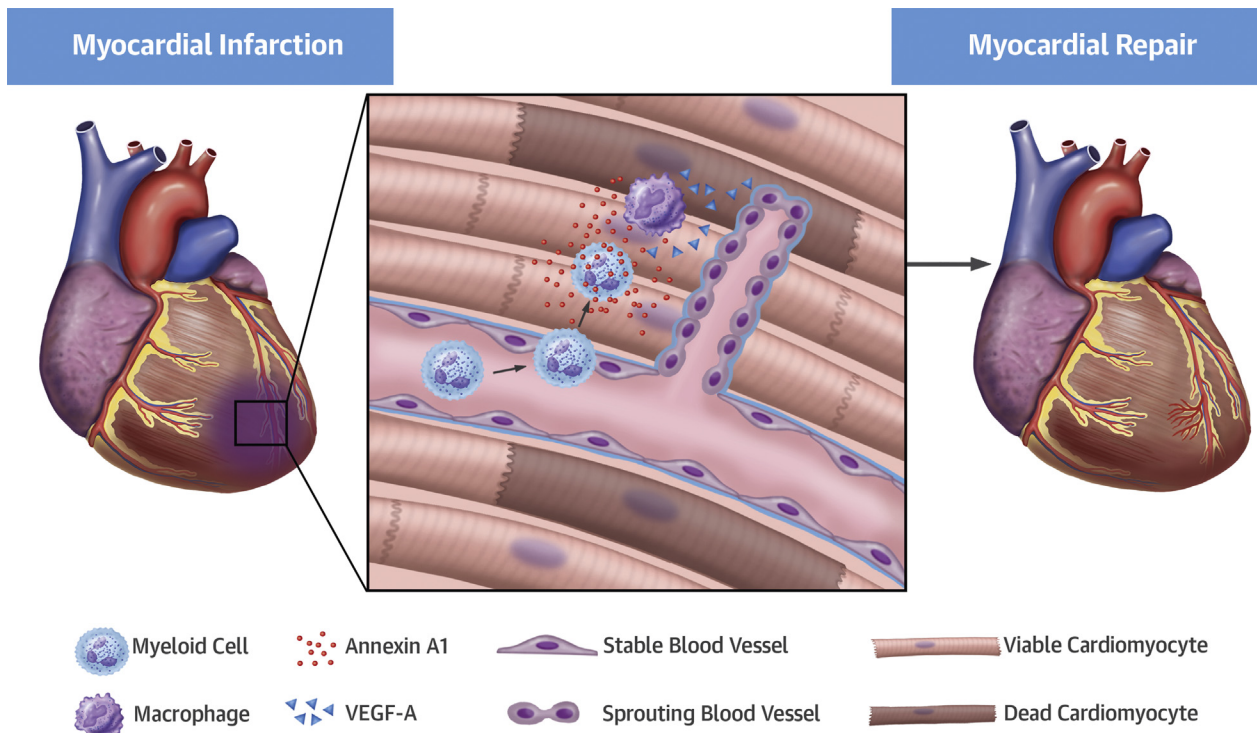 Myocardial Infarction
Myocardial Repair
Myeloid Cell
Annexin A1
Stable Blood Vessel
Viable Cardiomyocyte
Macrophage
VEGF-A
Sprouting Blood Vessel
Dead Cardiomyocyte